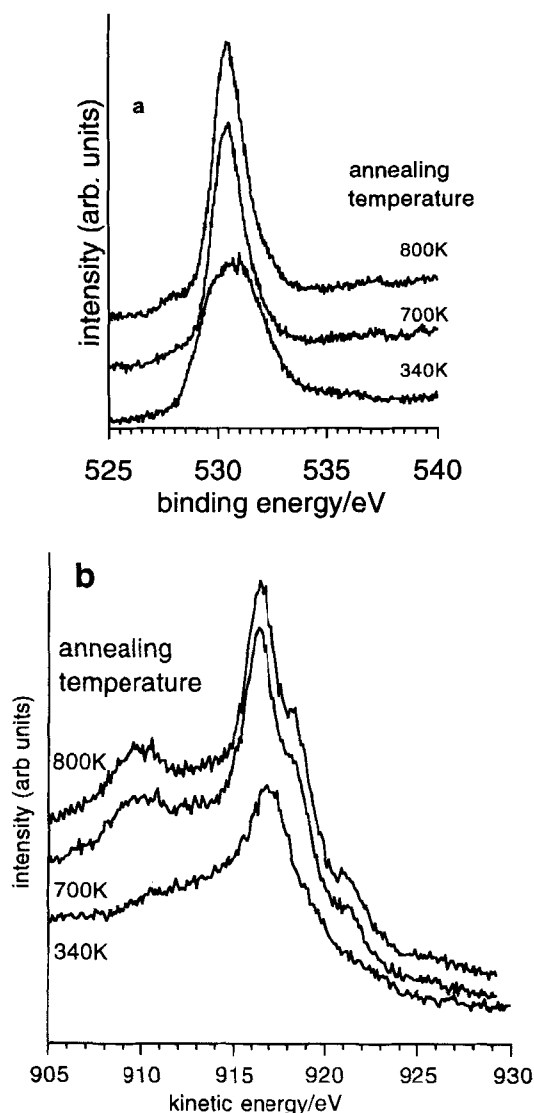 a
intensity (arb. units)
annealing
temperature
800K
700K
340K
525 530 535 540
binding energy/eV
b
annealing
temperature
intensity (arb units)
800K
700K
340K
905 910 915 920 925 930
kinetic energy/eV